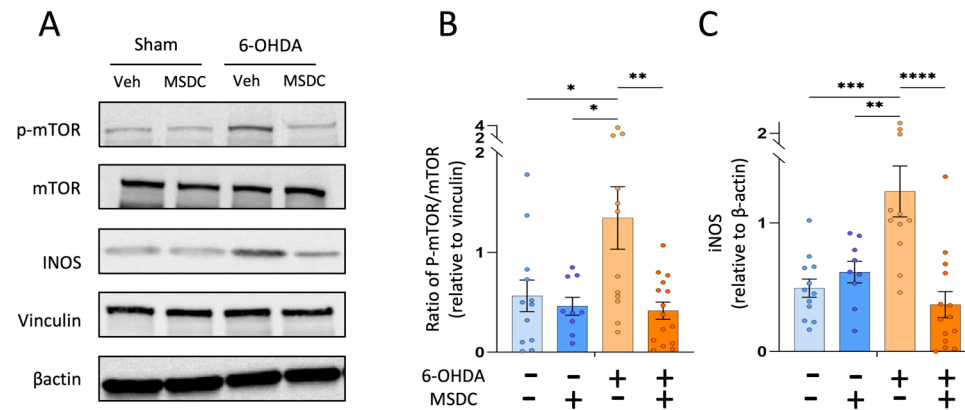 A
Sham 6-OHDA
Veh MSDC Veh MSDC
p-mTOR
mTOR
INOS
Vinculin
βactin
B
Ratio of P-mTOR/mTOR
(relative to vinculin)
4
2
2
1
0
*
**
*
6-OHDA - - + +
MSDC - + - +
C
iNOS
(relative to β-actin)
2
1
0
***
****
**
- - + +
- + - +